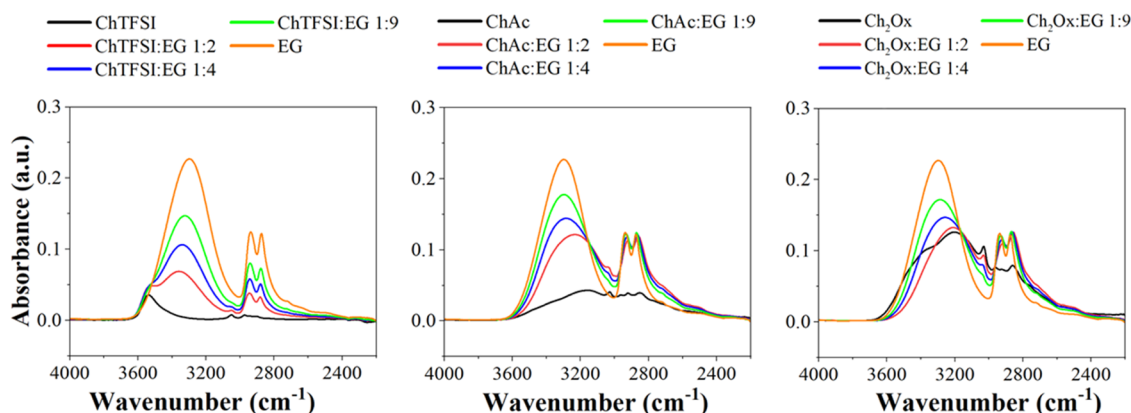 ChTFSI ChTFSI:EG 1:9
ChTFSI:EG 1:2 EG
ChTFSI:EG 1:4
ChAc ChAc:EG 1:9
ChAc:EG 1:2 EG
ChAc:EG 1:4
Ch₂Ox Ch₂Ox:EG 1:9
Ch₂Ox:EG 1:2 EG
Ch₂Ox:EG 1:4
Absorbance (a.u.)
0.3
0.2
0.1
0.0
4000 3600 3200 2800 2400
Wavenumber (cm⁻¹)
0.3
0.2
0.1
0.0
4000 3600 3200 2800 2400
Wavenumber (cm⁻¹)
0.3
0.2
0.1
0.0
4000 3600 3200 2800 2400
Wavenumber (cm⁻¹)